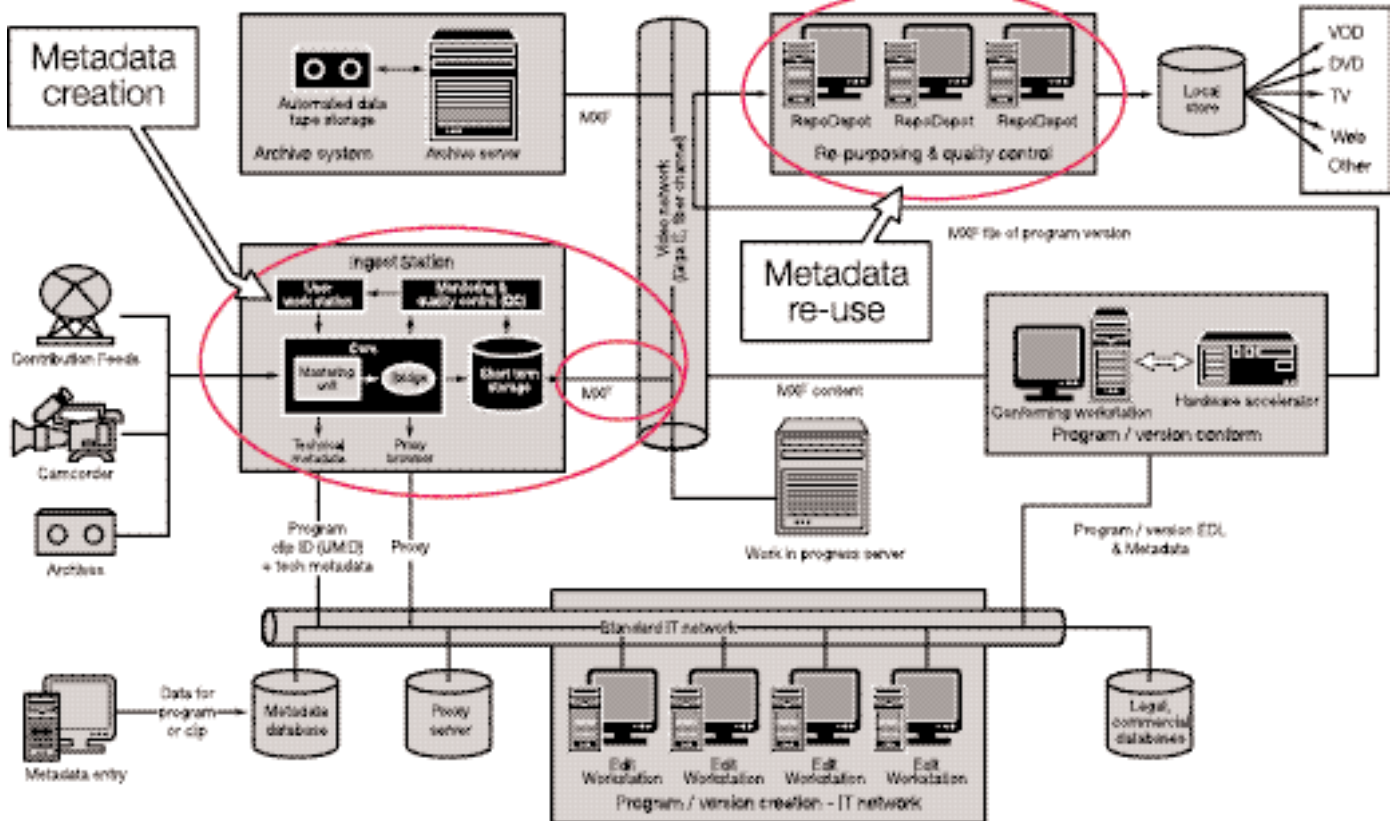 Metadata
creation
Automated data
tape storage
Archive server
Archive system
MXF
Video network
(Giga E, fiber channel)
RepoDepot
RepoDepot
RepoDepot
Re-purposing & quality control
Local
store
VOD
DVD
TV
Web
Other
MXF file of program version
Metadata
re-use
Ingest Station
User
work station
Monitoring &
quality control (QC)
Core
Mastering
unit
Bridge
Short term
storage
MXF
Technical
metadata
Proxy
browser
Contribution Feeds
Camcorder
Archives
MXF content
Conforming workstation
Hardware accelerator
Program / version conform
Work in progress server
Program
clip ID (UMID)
+ tech metadata
Proxy
Program / version EDL
& Metadata
Standard IT network
Metadata entry
Data for
program
or clip
Metadata
database
Proxy
server
Edit
Workstation
Edit
Workstation
Edit
Workstation
Edit
Workstation
Program / version creation - IT network
Legal,
commercial
databases